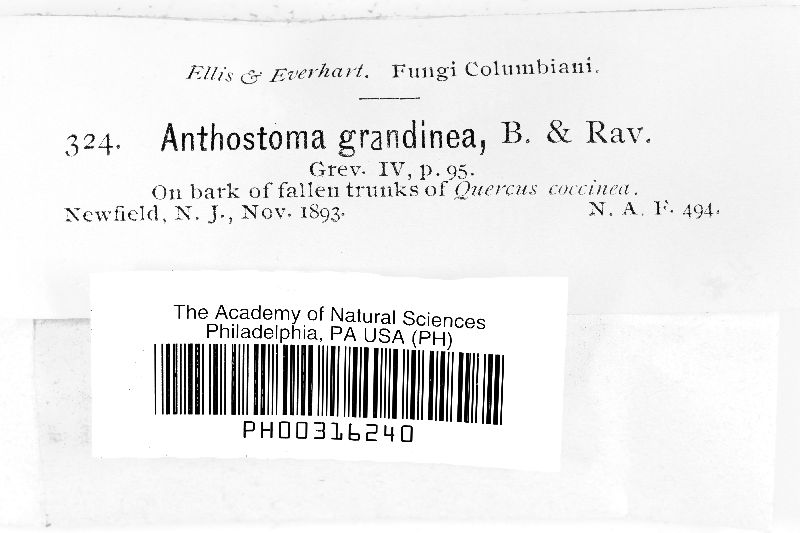 Ellis & Everhart. Fungi Columbiani.
324. Anthostoma grandinea, B. & Rav.
Grev. IV, p. 95.
On bark of fallen trunks of Quercus coccinea.
Newfield, N. J., Nov. 1893. N. A. F. 494.
The Academy of Natural Sciences
Philadelphia, PA USA (PH)
PH00316240